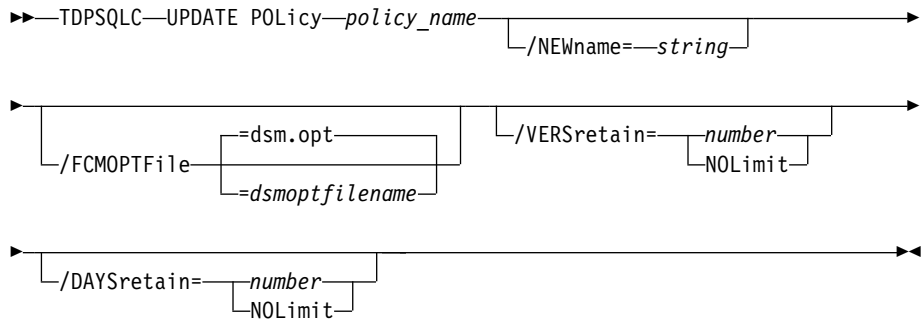 TDPSQLC UPDATE POLicy policy_name
/NEWname= string
=dsm.opt
/FCMOPTFile
=dsmoptfilename
/VERSretain= number
NOLimit
/DAYSretain= number
NOLimit